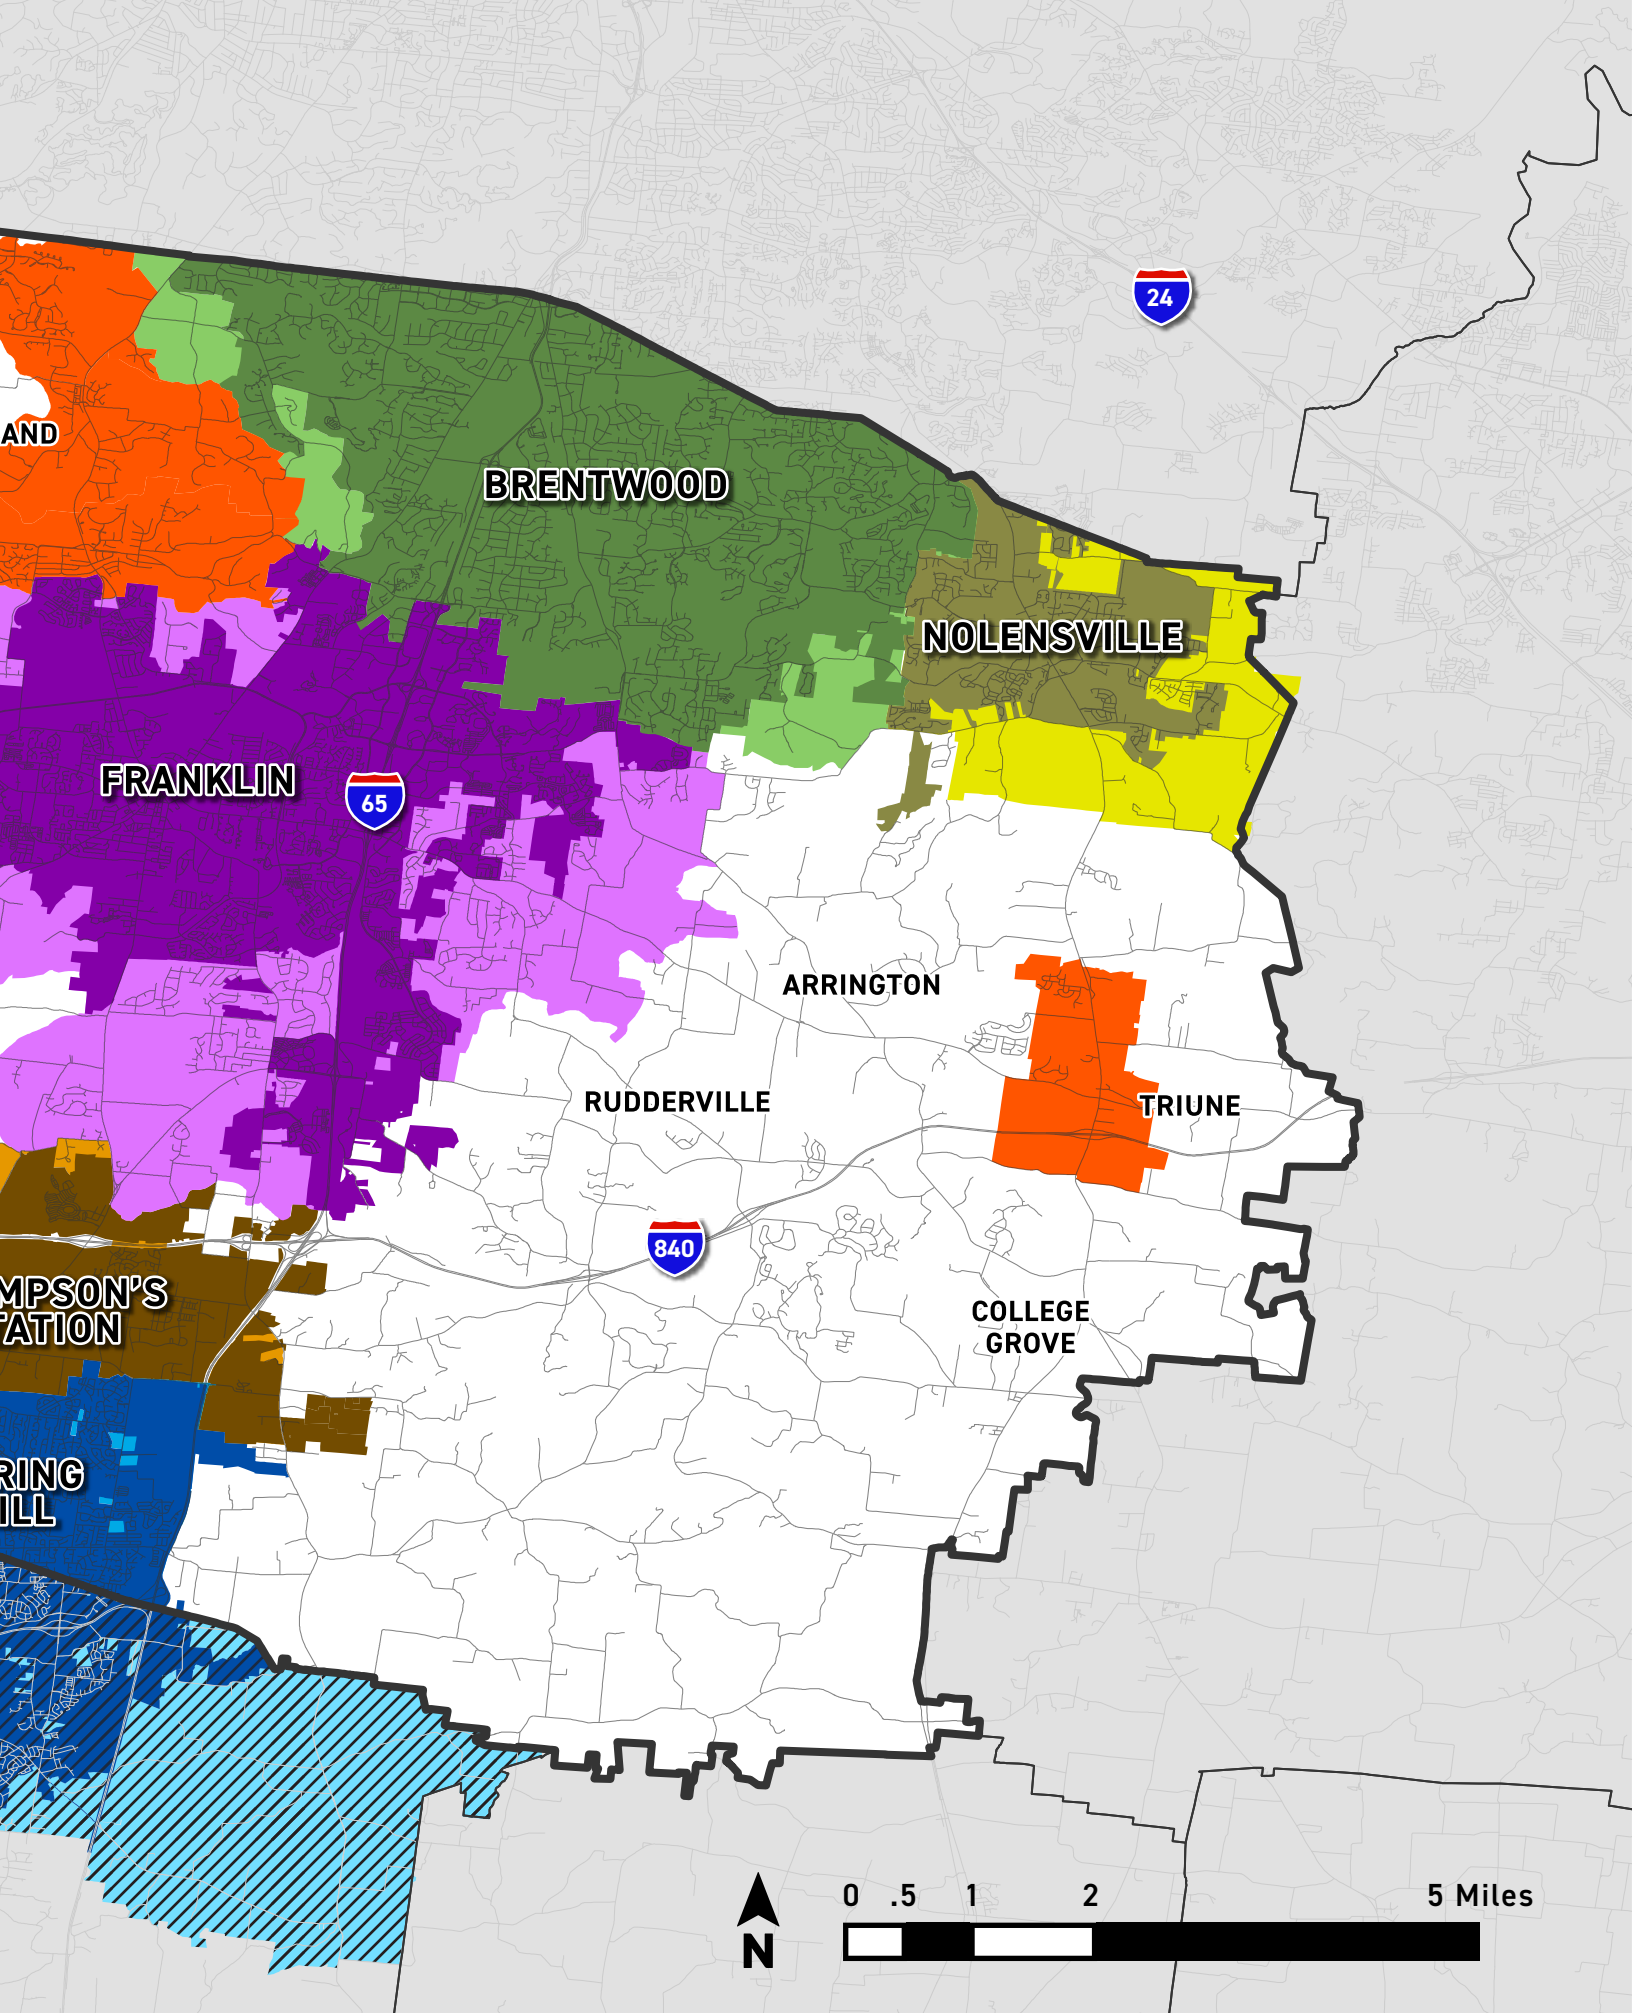 24
AND
BRENTWOOD
NOLENSVILLE
FRANKLIN
65
ARRINGTON
RUDDERVILLE
TRIUNE
840
MPSON'S
TATION
COLLEGE
GROVE
RING
ILL
0 .5 1 2 5 Miles
N